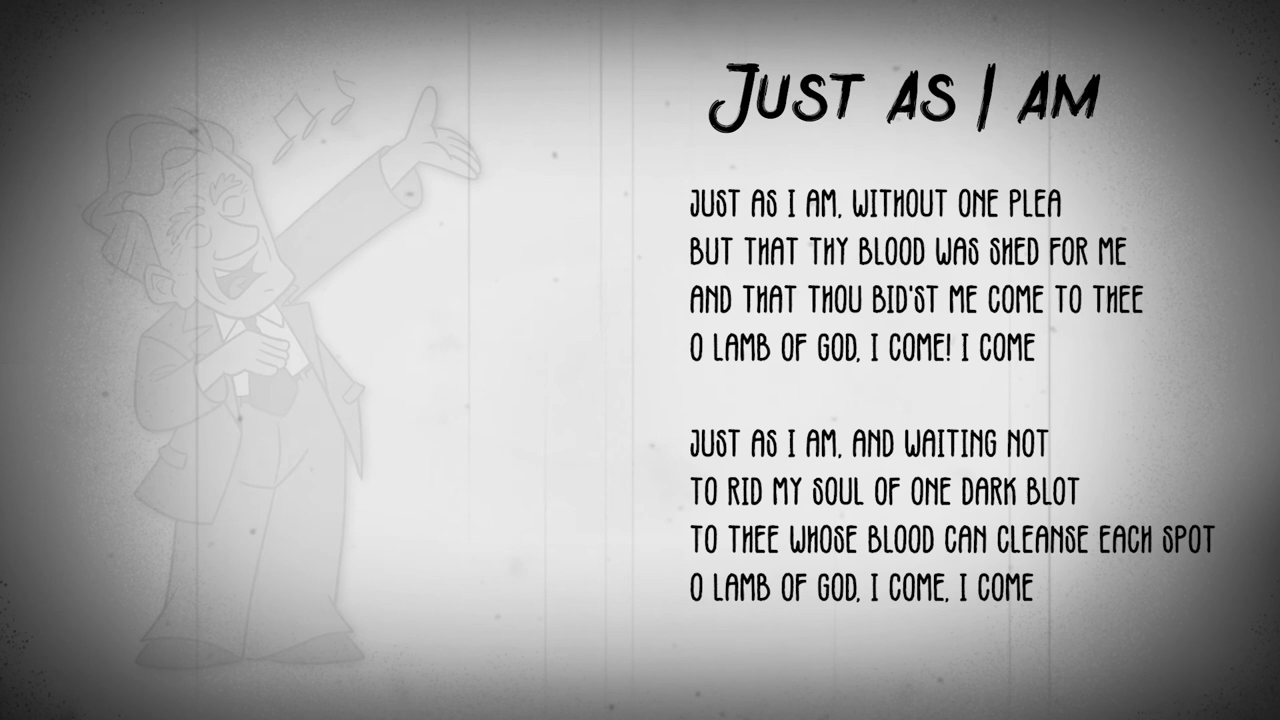 JUST AS I AM
JUST AS I AM, WITHOUT ONE PLEA
BUT THAT THY BLOOD WAS SHED FOR ME
AND THAT THOU BID'ST ME COME TO THEE
O LAMB OF GOD, I COME! I COME
JUST AS I AM, AND WAITING NOT
TO RID MY SOUL OF ONE DARK BLOT
TO THEE WHOSE BLOOD CAN CLEANSE EACH SPOT
O LAMB OF GOD, I COME, I COME